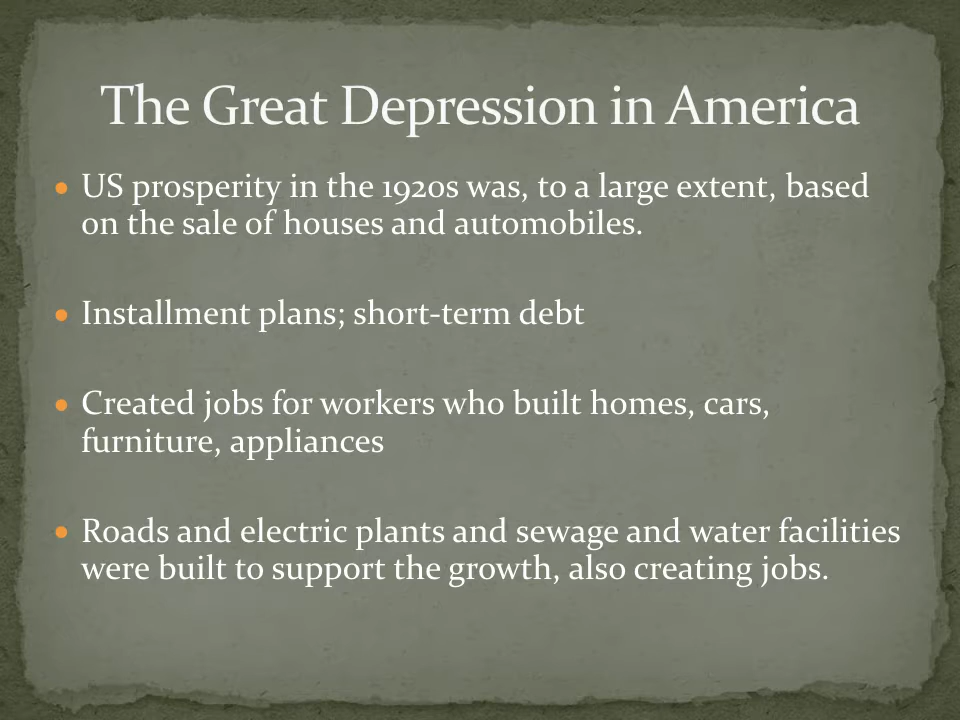 The Great Depression in America
• US prosperity in the 1920s was, to a large extent, based
on the sale of houses and automobiles.
• Installment plans; short-term debt
• Created jobs for workers who built homes, cars,
furniture, appliances
• Roads and electric plants and sewage and water facilities
were built to support the growth, also creating jobs.